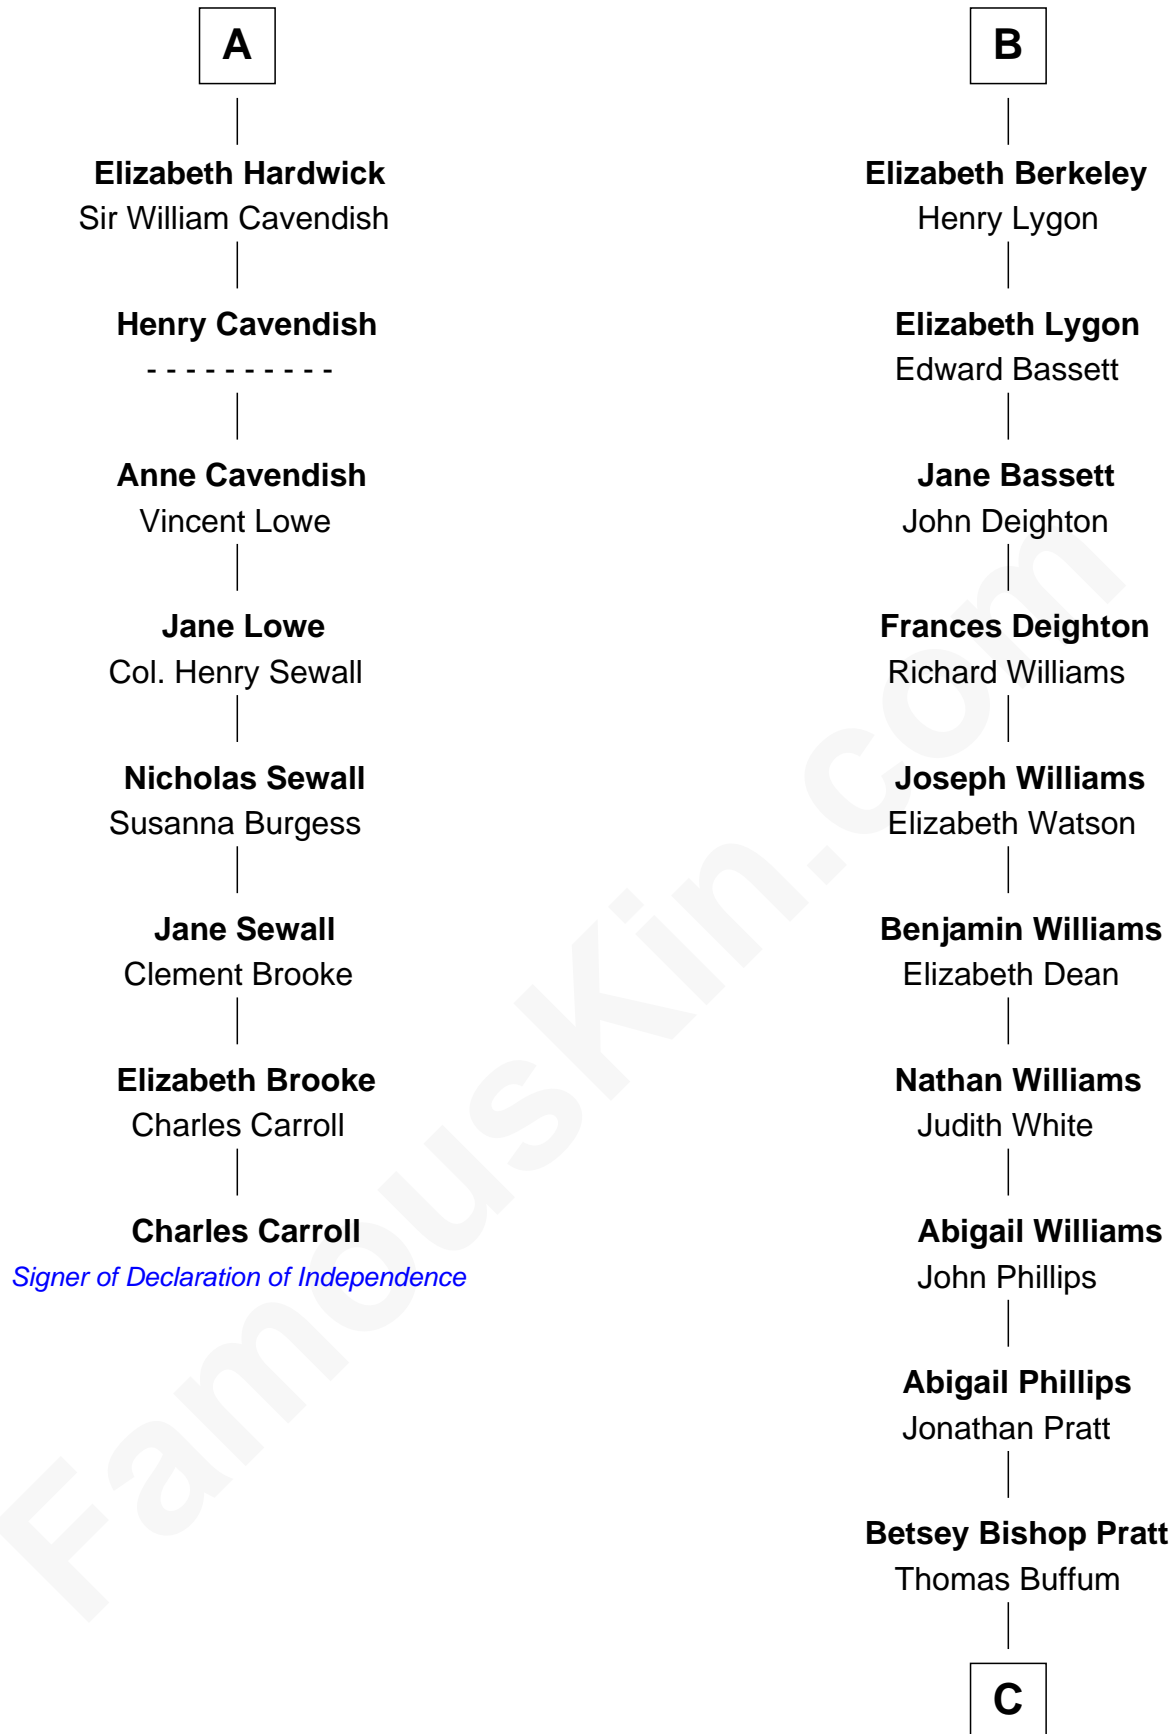 A
Elizabeth Hardwick
Sir William Cavendish
Henry Cavendish
- - - - - - - - - -
Anne Cavendish
Vincent Lowe
Jane Lowe
Col. Henry Sewall
Nicholas Sewall
Susanna Burgess
Jane Sewall
Clement Brooke
Elizabeth Brooke
Charles Carroll
Charles Carroll
Signer of Declaration of Independence
B
Elizabeth Berkeley
Henry Lygon
Elizabeth Lygon
Edward Bassett
Jane Bassett
John Deighton
Frances Deighton
Richard Williams
Joseph Williams
Elizabeth Watson
Benjamin Williams
Elizabeth Dean
Nathan Williams
Judith White
Abigail Williams
John Phillips
Abigail Phillips
Jonathan Pratt
Betsey Bishop Pratt
Thomas Buffum
C
FamousKin.com